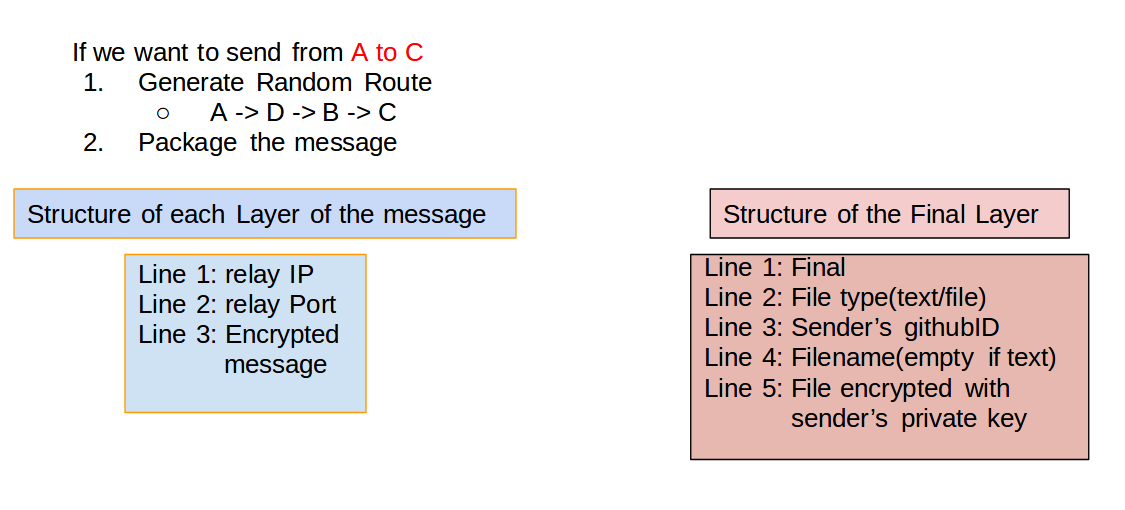 If we want to send from A to C
1. Generate Random Route
○ A -> D -> B -> C
2. Package the message
Structure of each Layer of the message
Line 1: relay IP
Line 2: relay Port
Line 3: Encrypted
message
Structure of the Final Layer
Line 1: Final
Line 2: File type(text/file)
Line 3: Sender’s githubID
Line 4: Filename(empty if text)
Line 5: File encrypted with
sender’s private key